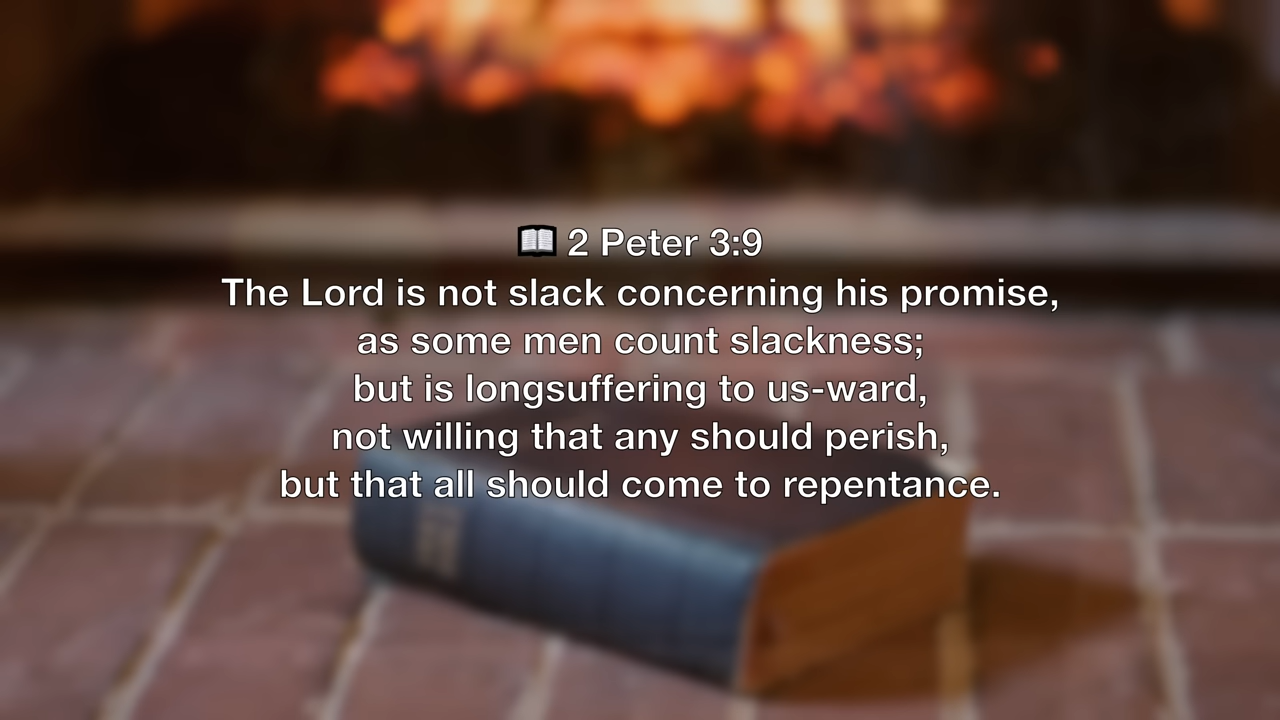 📖 2 Peter 3:9
The Lord is not slack concerning his promise,
as some men count slackness;
but is longsuffering to us-ward,
not willing that any should perish,
but that all should come to repentance.